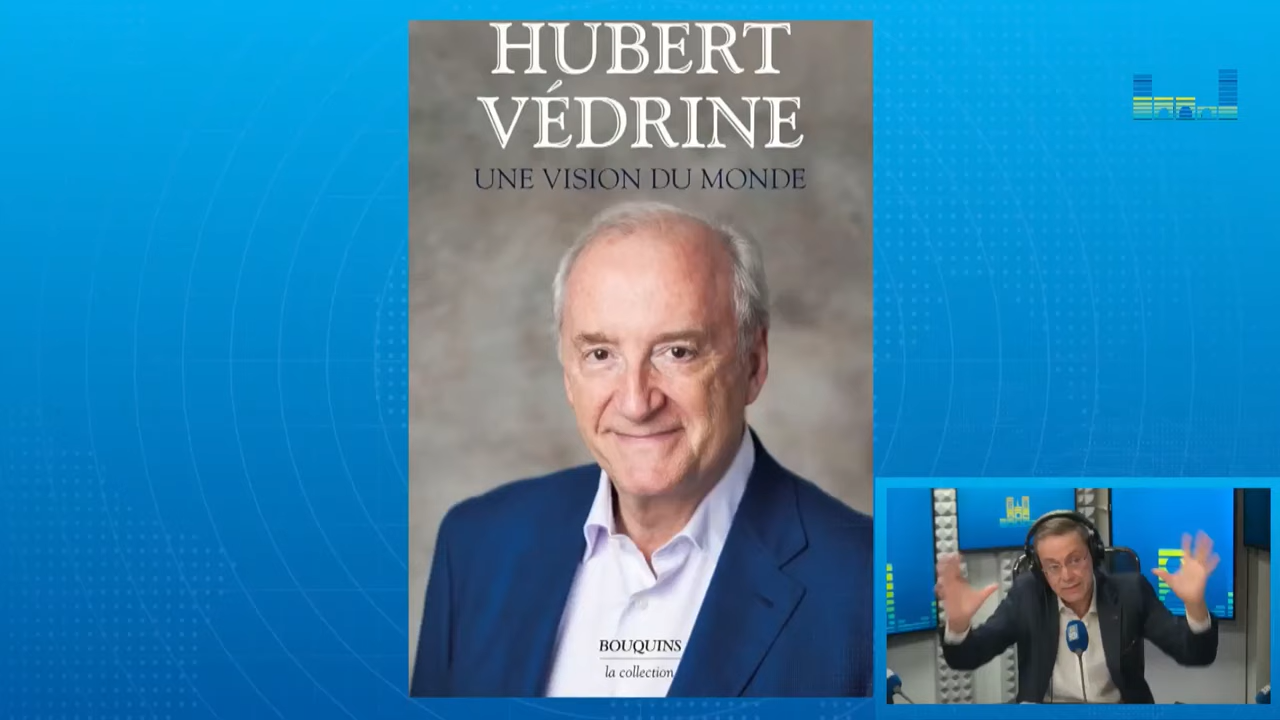 HUBERT
VÉDRINE
UNE VISION DU MONDE
BOUQUINS
la collection